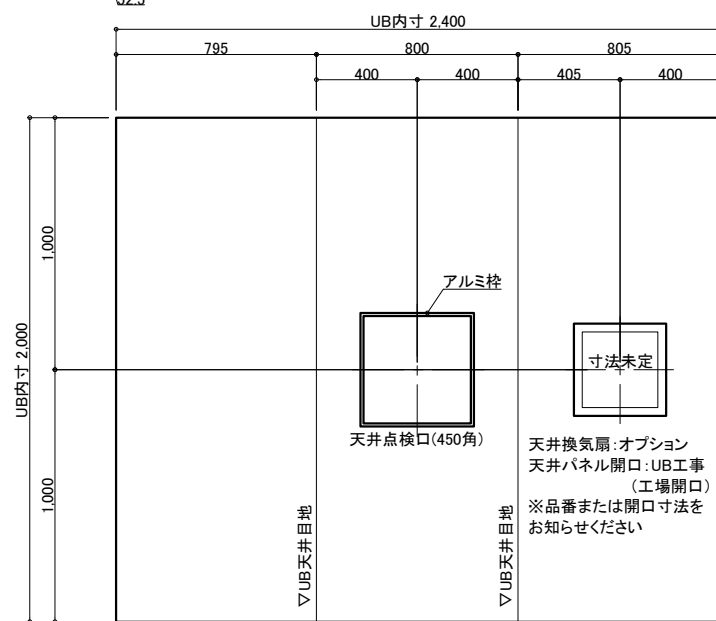 32.5
UB内寸 2,400
795
800
805
400
400
405
400
1,000
UB内寸 2,000
1,000
アルミ枠
寸法未定
天井点検口(450角)
天井換気扇:オプション
天井パネル開口:UB工事
(工場開口)
※品番または開口寸法を
お知らせください
▽UB天井目地
▽UB天井目地